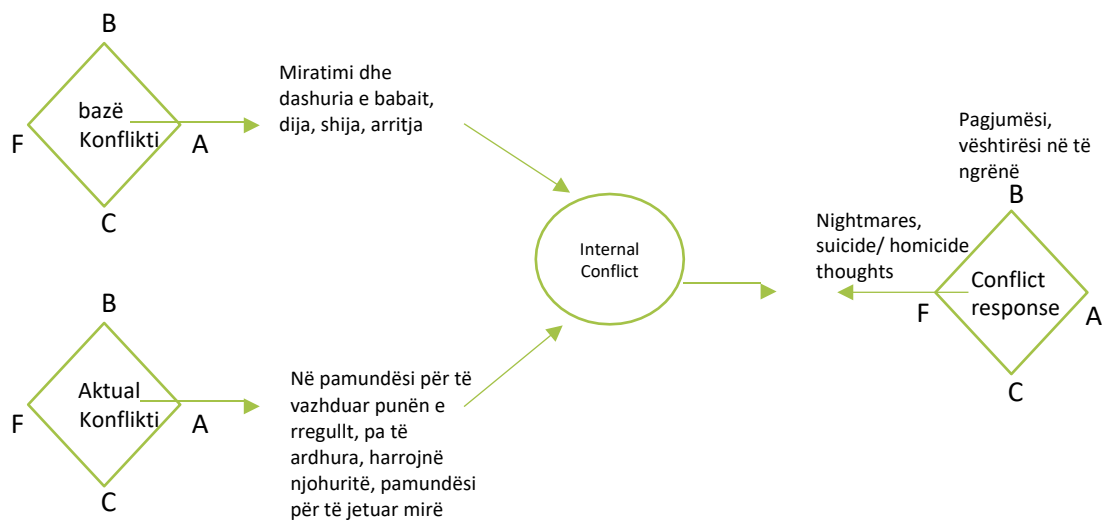 B
bazë
Konflikti
F
A
C
Miratimi dhe
dashuria e babait,
dija, shija, arritja
Internal
Conflict
Pagjumësi,
vështirësi në të
ngrënë
B
Nightmares,
suicide/ homicide
thoughts
Conflict
response
F
A
C
B
Aktual
Konflikti
F
A
C
Në pamundësi për të
vazhduar punën e
rregullt, pa të
ardhura, harrojnë
njohuritë, pamundësi
për të jetuar mirë